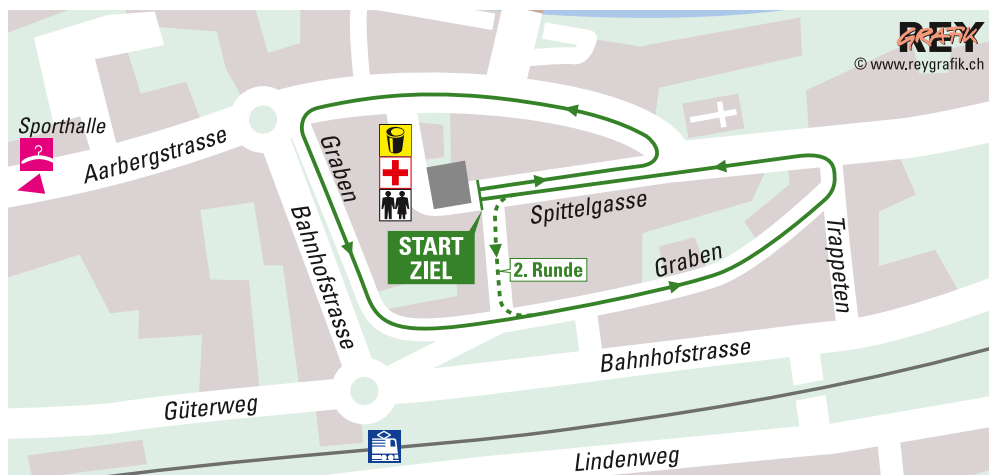 REY
GRAFIK
© www.reygrafik.ch
Sporthalle
Aarbergstrasse
Graben
Bahnhofstrasse
Spittelgasse
START
ZIEL
2. Runde
Graben
Trappeten
Bahnhofstrasse
Güterweg
Lindenweg